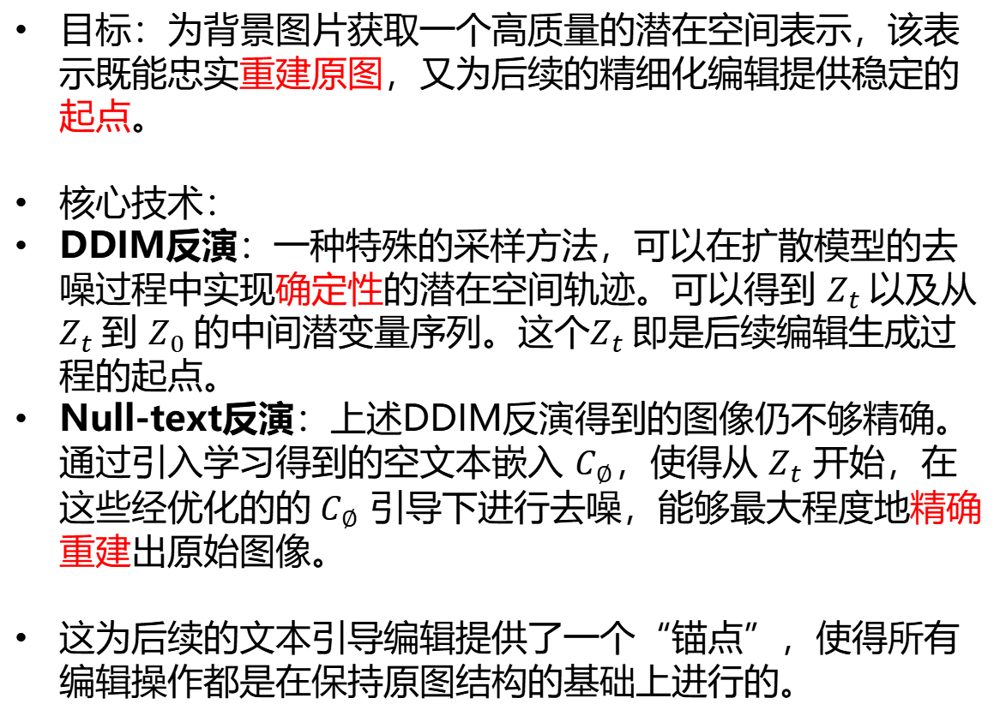 • 目标：为背景图片获取一个高质量的潜在空间表示，该表
示既能忠实重建原图，又为后续的精细化编辑提供稳定的
起点。
• 核心技术：
• DDIM反演：一种特殊的采样方法，可以在扩散模型的去
噪过程中实现确定性的潜在空间轨迹。可以得到 Zₜ 以及从
Zₜ 到 Z₀ 的中间潜变量序列。这个Zₜ 即是后续编辑生成过
程的起点。
• Null-text反演：上述DDIM反演得到的图像仍不够精确。
通过引入学习得到的空文本嵌入 C∅，使得从 Zₜ 开始，在
这些经优化的的 C∅ 引导下进行去噪，能够最大程度地精确
重建出原始图像。
• 这为后续的文本引导编辑提供了一个“锚点”，使得所有
编辑操作都是在保持原图结构的基础上进行的。